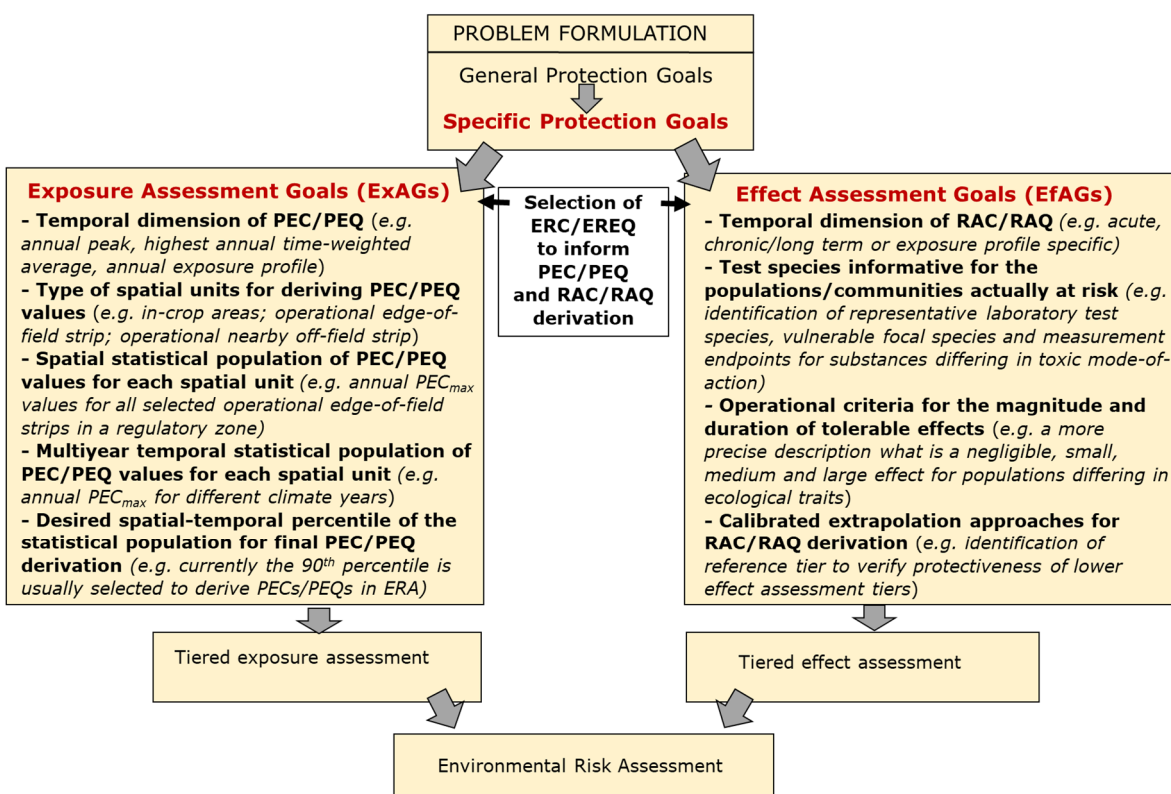 PROBLEM FORMULATION
General Protection Goals
Specific Protection Goals
Exposure Assessment Goals (ExAGs)
- Temporal dimension of PEC/PEQ (e.g.
annual peak, highest annual time-weighted
average, annual exposure profile)
- Type of spatial units for deriving PEC/PEQ
values (e.g. in-crop areas; operational edge-of-
field strip; operational nearby off-field strip)
- Spatial statistical population of PEC/PEQ
values for each spatial unit (e.g. annual PECmax
values for all selected operational edge-of-field
strips in a regulatory zone)
- Multiyear temporal statistical population of
PEC/PEQ values for each spatial unit (e.g.
annual PECmax for different climate years)
- Desired spatial-temporal percentile of the
statistical population for final PEC/PEQ
derivation (e.g. currently the 90th percentile is
usually selected to derive PECs/PEQs in ERA)
Selection of
ERC/EREQ
to inform
PEC/PEQ
and RAC/RAQ
derivation
Effect Assessment Goals (EfAGs)
- Temporal dimension of RAC/RAQ (e.g. acute,
chronic/long term or exposure profile specific)
- Test species informative for the
populations/communities actually at risk (e.g.
identification of representative laboratory test
species, vulnerable focal species and measurement
endpoints for substances differing in toxic mode-of-
action)
- Operational criteria for the magnitude and
duration of tolerable effects (e.g. a more
precise description what is a negligible, small,
medium and large effect for populations differing in
ecological traits)
- Calibrated extrapolation approaches for
RAC/RAQ derivation (e.g. identification of
reference tier to verify protectiveness of lower
effect assessment tiers)
Tiered exposure assessment
Tiered effect assessment
Environmental Risk Assessment